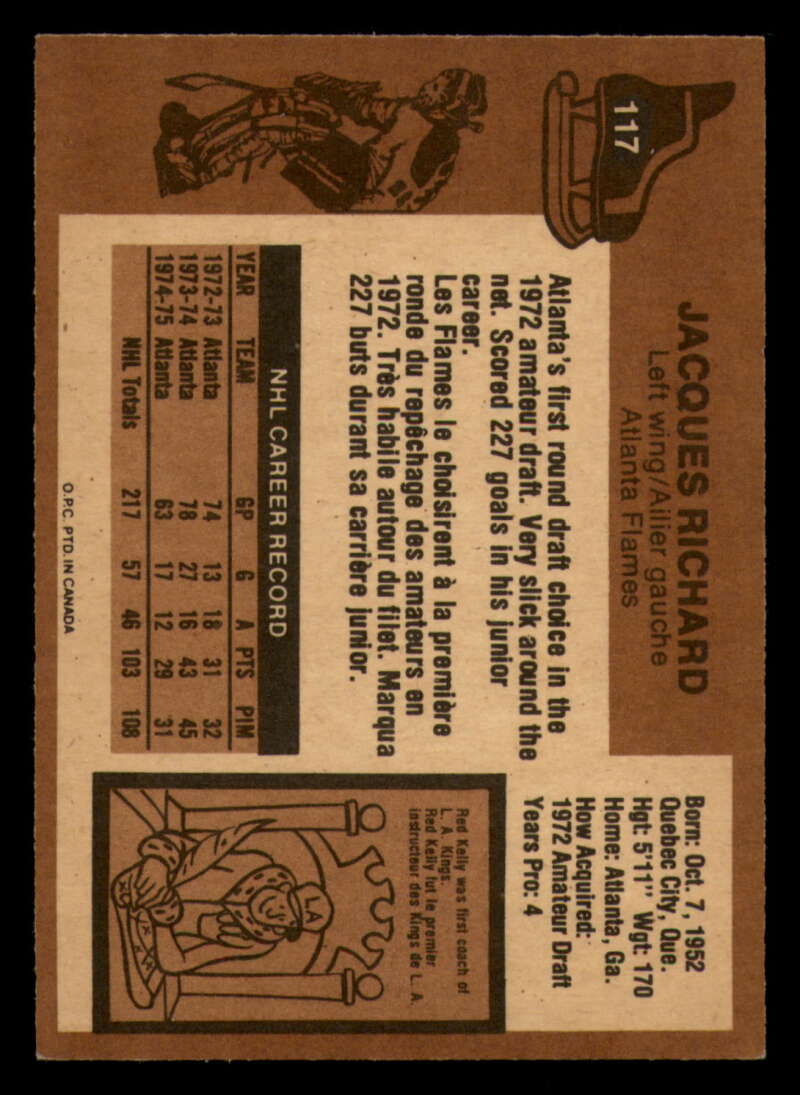 117
JACQUES RICHARD
Left wing/Ailier gauche
Atlanta Flames
Born: Oct. 7, 1952
Quebec City, Que.
Hgt: 5'11" Wgt: 170
Home: Atlanta, Ga.
How Acquired:
1972 Amateur Draft
Years Pro: 4
Atlanta's first round draft choice in the
1972 amateur draft. Very slick around the
net. Scored 227 goals in his junior
career.
Les Flames le choisirent à la première
ronde du repêchage des amateurs en
1972. Très habile autour du filet. Marqua
227 buts durant sa carrière junior.
NHL CAREER RECORD
YEAR TEAM GP G A PTS PIM
1972-73 Atlanta 74 13 18 31 32
1973-74 Atlanta 78 27 16 43 45
1974-75 Atlanta 63 17 12 29 31
NHL Totals 217 57 46 103 108
Red Kelly was first coach of
L. A. Kings.
Red Kelly fut le premier
instructeur des Kings de L. A.
LA
O.P.C. PTD. IN CANADA